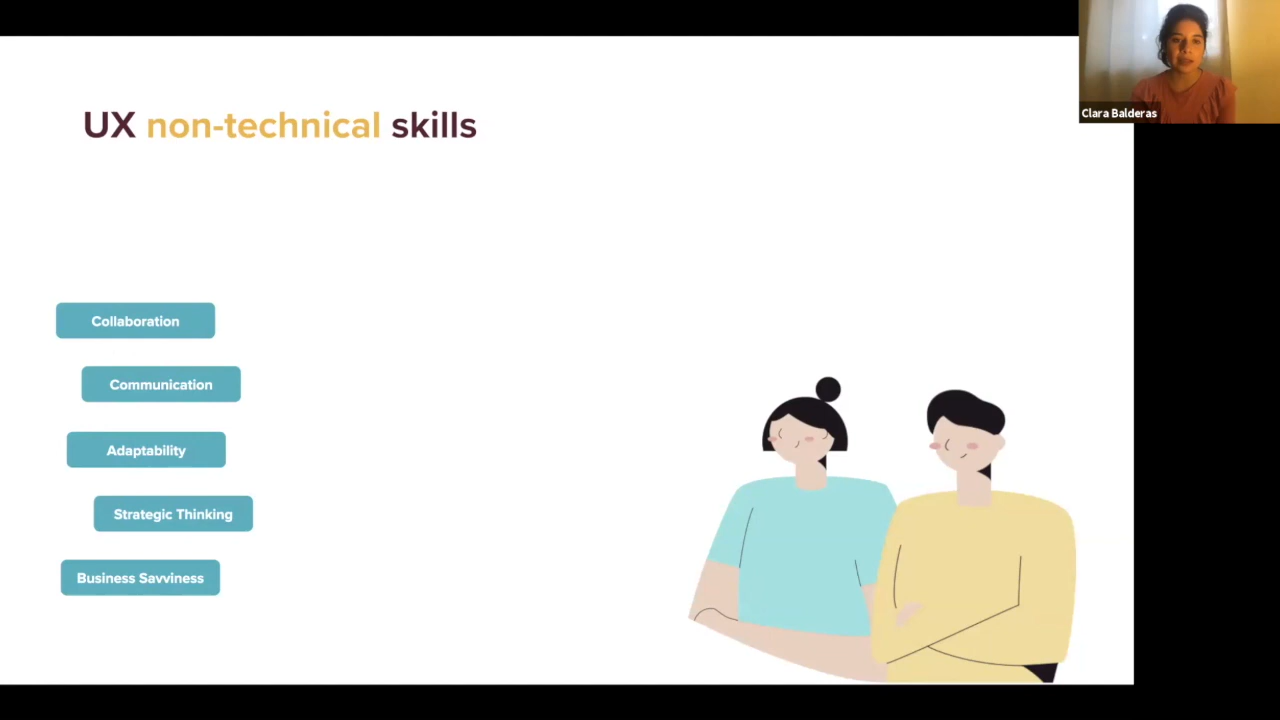 UX non-technical skills
Clara Balderas
Collaboration
Communication
Adaptability
Strategic Thinking
Business Savviness